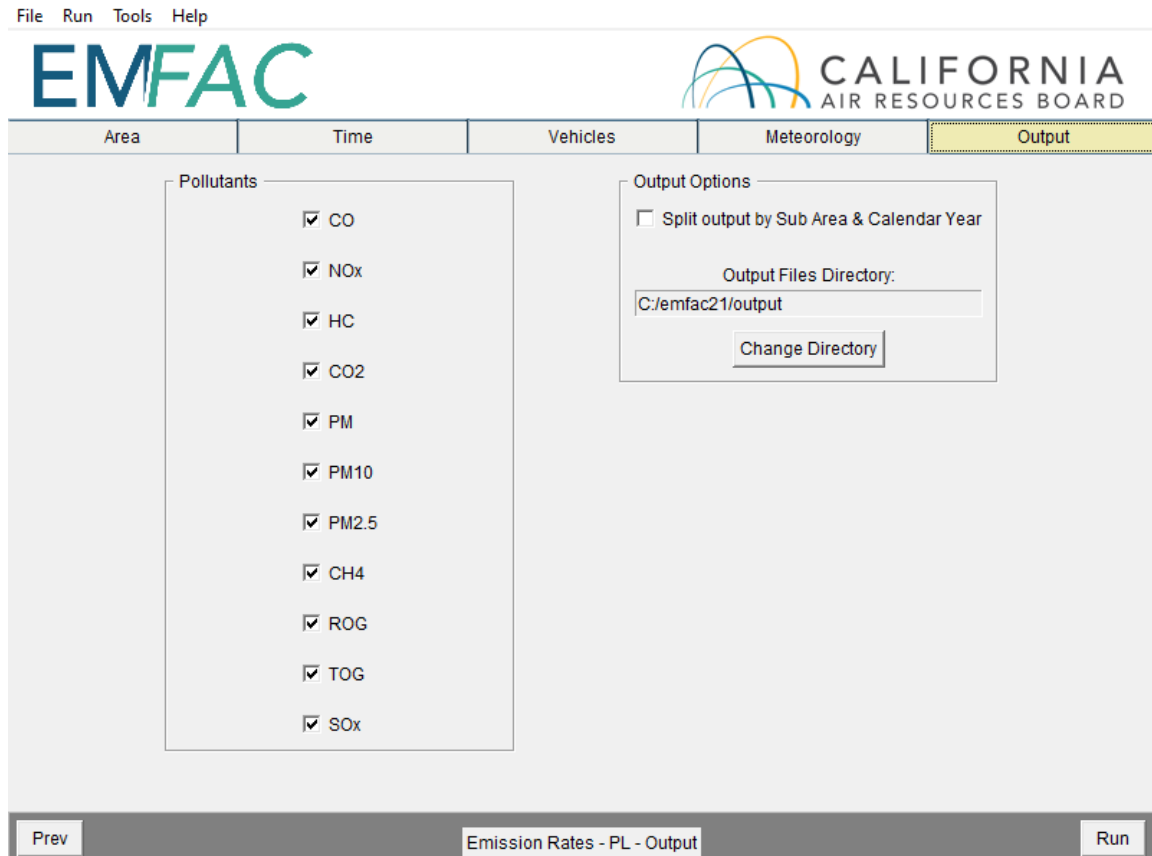 File Run Tools Help
EMFAC
CALIFORNIA
AIR RESOURCES BOARD
Area Time Vehicles Meteorology Output
Pollutants
CO
NOx
HC
CO2
PM
PM10
PM2.5
CH4
ROG
TOG
SOx
Output Options
Split output by Sub Area & Calendar Year
Output Files Directory:
C:/emfac21/output
Change Directory
Prev
Emission Rates - PL - Output
Run